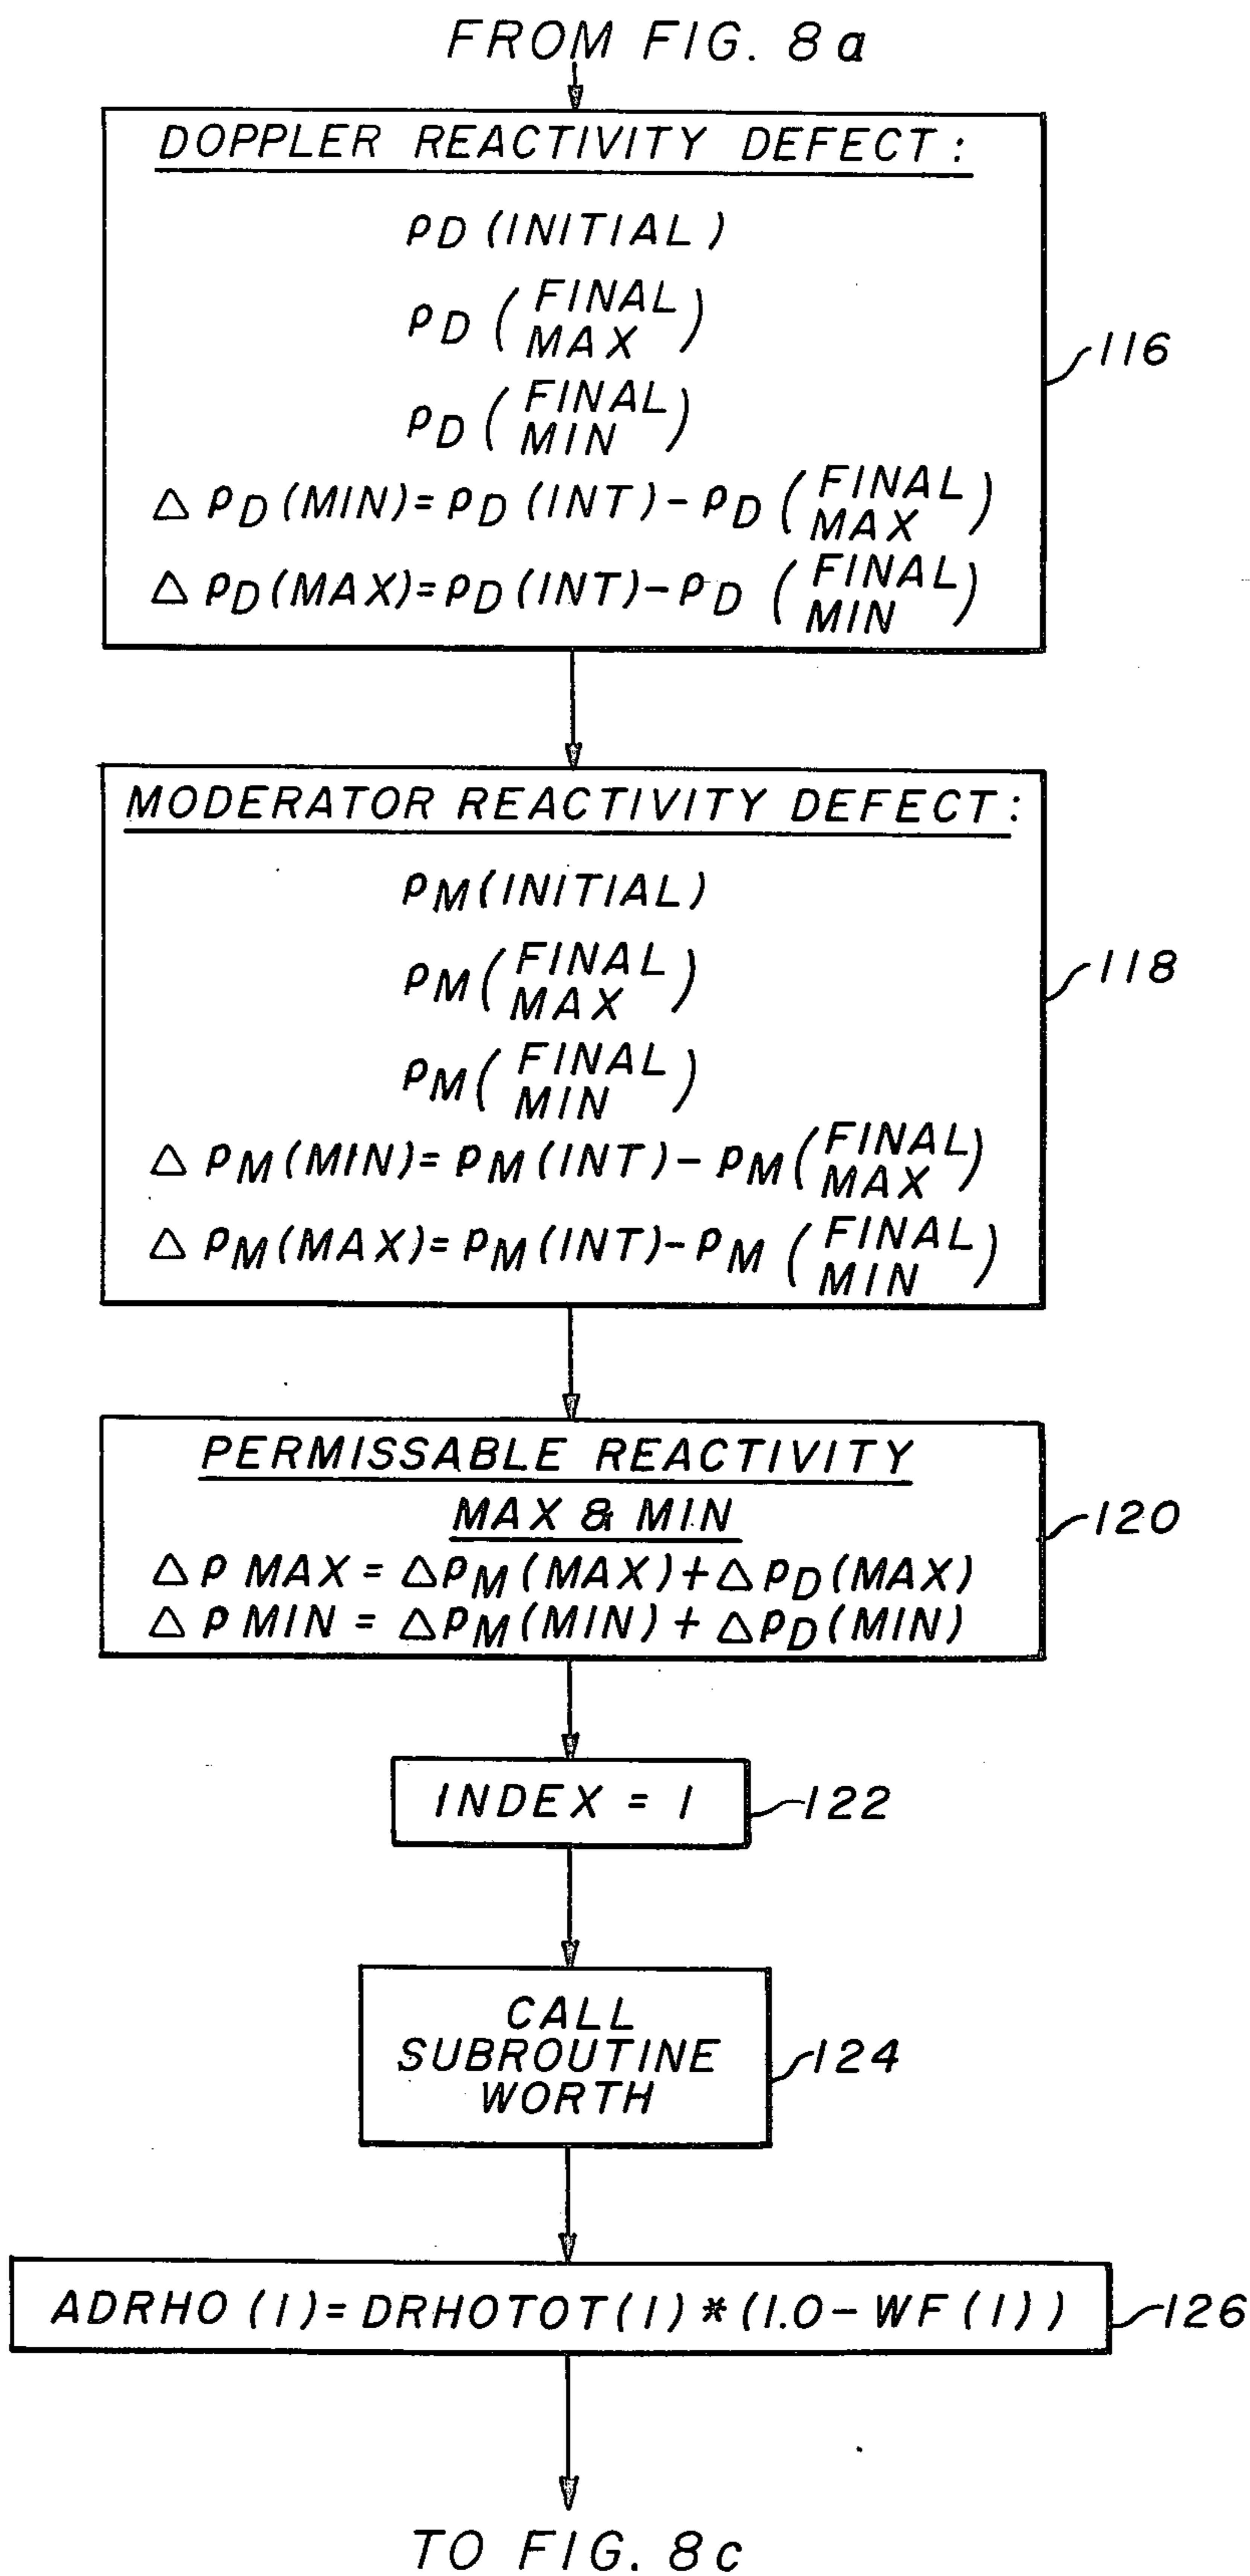 FROM FIG. 8a
DOPPLER REACTIVITY DEFECT:
ρD (INITIAL)
ρD (FINAL MAX)
ρD (FINAL MIN)
Δ ρD (MIN) = ρD (INT) - ρD (FINAL MAX)
Δ ρD (MAX) = ρD (INT) - ρD (FINAL MIN)
116
MODERATOR REACTIVITY DEFECT:
ρM (INITIAL)
ρM (FINAL MAX)
ρM (FINAL MIN)
Δ ρM (MIN) = ρM (INT) - ρM (FINAL MAX)
Δ ρM (MAX) = ρM (INT) - ρM (FINAL MIN)
118
PERMISSABLE REACTIVITY
MAX & MIN
Δ ρ MAX = ΔρM (MAX) + ΔρD (MAX)
Δ ρ MIN = ΔρM (MIN) + ΔρD (MIN)
120
INDEX = 1
122
CALL
SUBROUTINE
WORTH
124
ADRHO (1) = DRHOTOT(1) * (1.0 - WF (1))
126
TO FIG. 8c